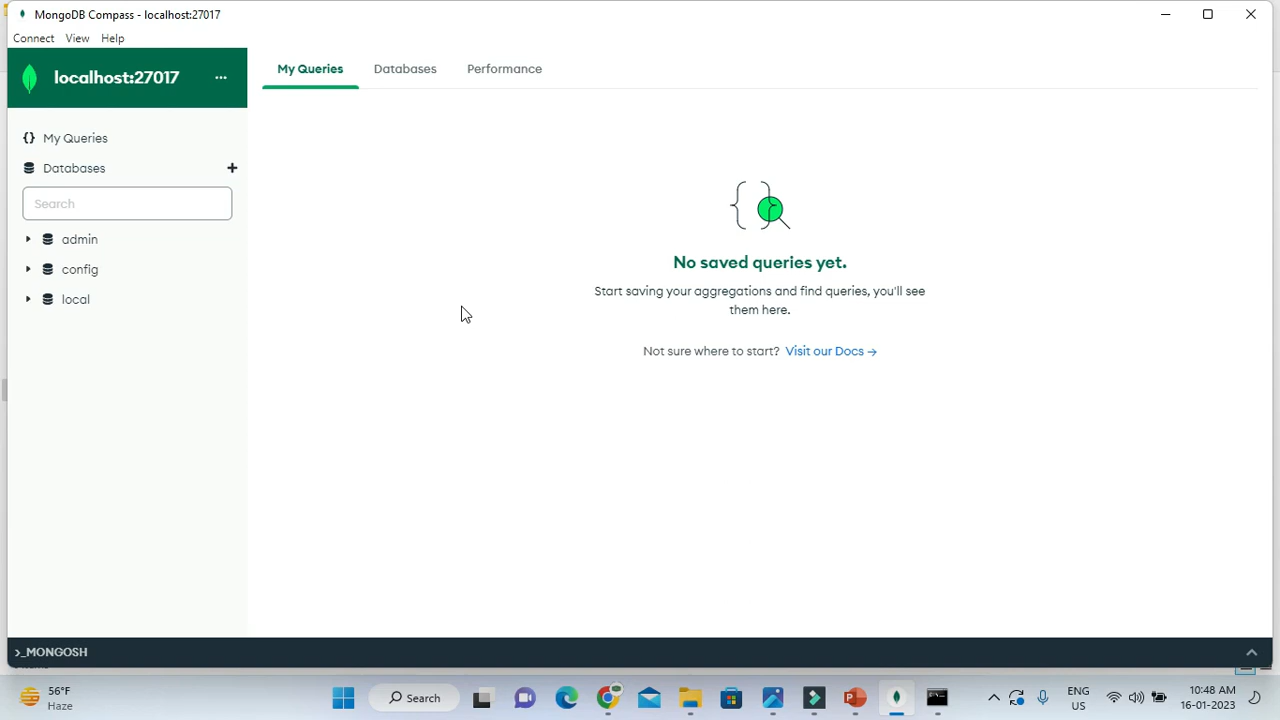 MongoDB Compass - localhost:27017
Connect View Help
localhost:27017 ...
My Queries Databases Performance
{} My Queries
Databases +
Search
admin
config
local
No saved queries yet.
Start saving your aggregations and find queries, you'll see
them here.
Not sure where to start? Visit our Docs →
>_MONGOSH
56°F
Haze
Search
ENG
US
10:48 AM
16-01-2023